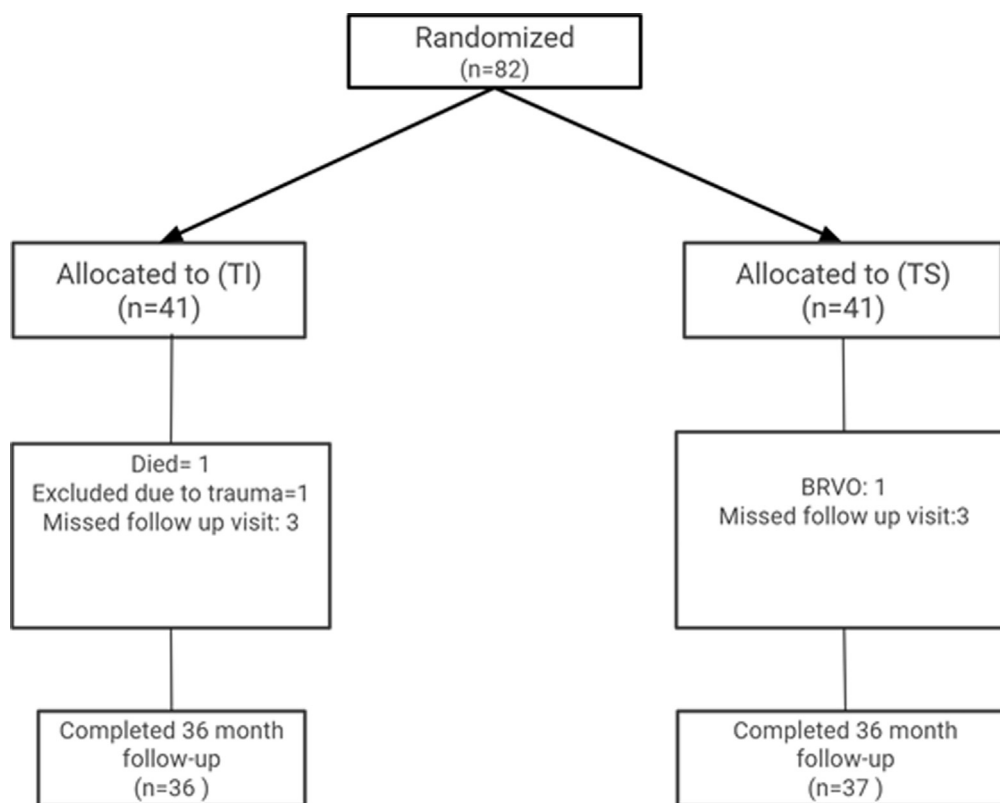 Randomized
(n=82)
Allocated to (TI)
(n=41)
Allocated to (TS)
(n=41)
Died= 1
Excluded due to trauma=1
Missed follow up visit: 3
BRVO: 1
Missed follow up visit:3
Completed 36 month
follow-up
(n=36 )
Completed 36 month
follow-up
(n=37 )